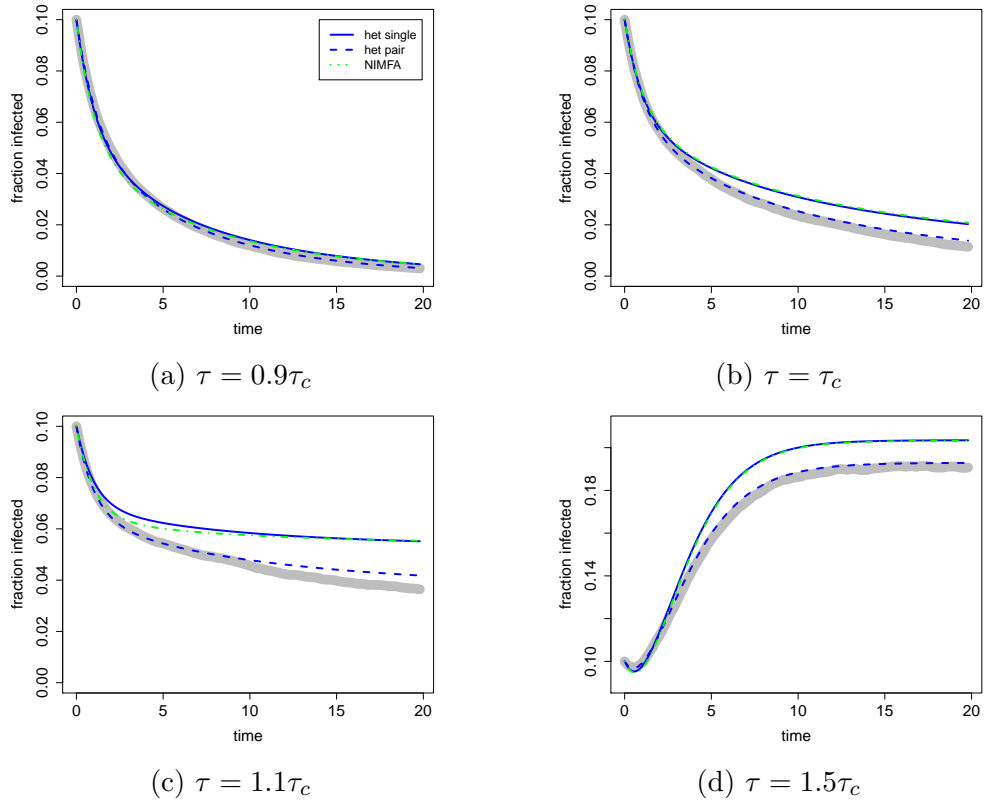 fraction infected
0.00 0.02 0.04 0.06 0.08 0.10
het single
het pair
NIMFA
0 5 10 15 20
time
(a) τ = 0.9τc
fraction infected
0.00 0.02 0.04 0.06 0.08 0.10
0 5 10 15 20
time
(b) τ = τc
fraction infected
0.00 0.02 0.04 0.06 0.08 0.10
0 5 10 15 20
time
(c) τ = 1.1τc
fraction infected
0.10 0.14 0.18
0 5 10 15 20
time
(d) τ = 1.5τc